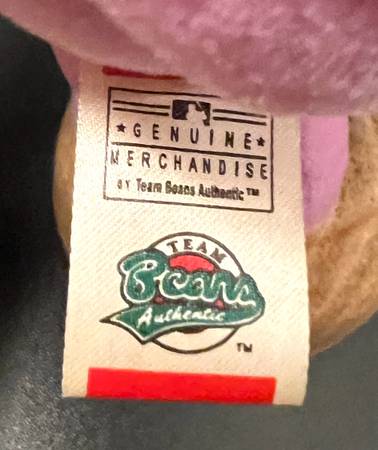 ★GENUINE★
MERCHANDISE
BY Team Beans Authentic™
TEAM
Beans
Authentic
TM